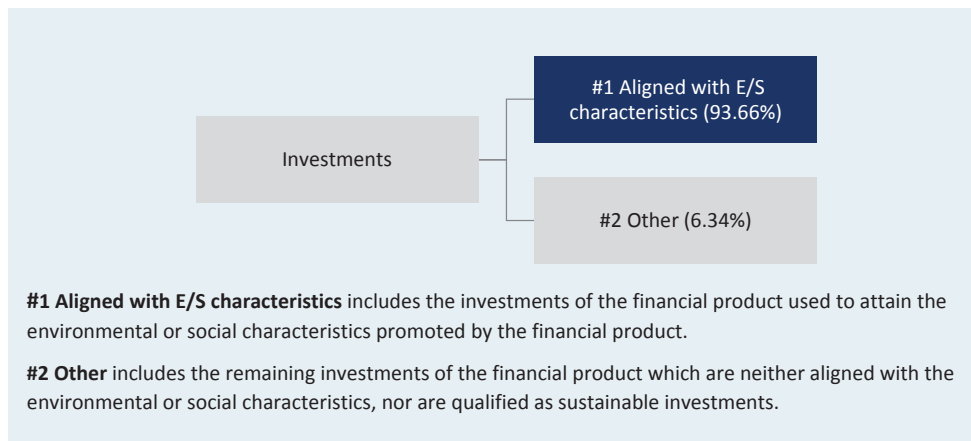 #1 Aligned with E/S
characteristics (93.66%)
Investments
#2 Other (6.34%)
#1 Aligned with E/S characteristics includes the investments of the financial product used to attain the
environmental or social characteristics promoted by the financial product.
#2 Other includes the remaining investments of the financial product which are neither aligned with the
environmental or social characteristics, nor are qualified as sustainable investments.